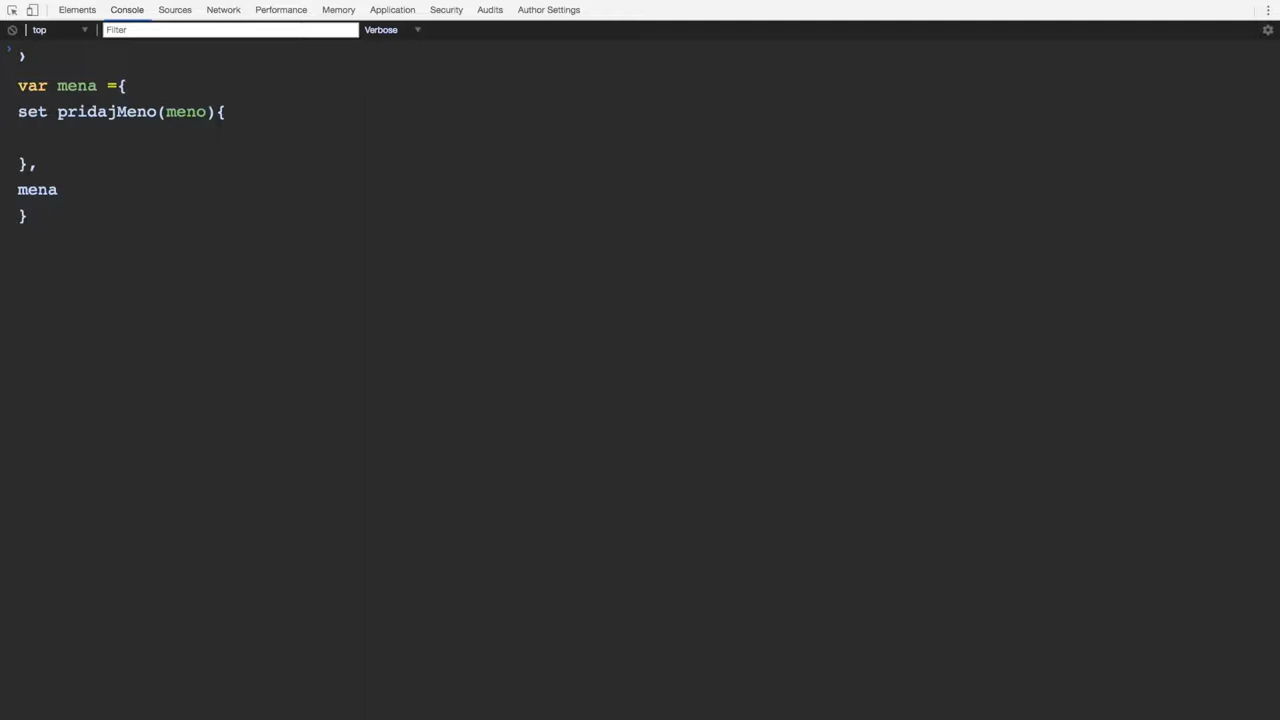 Elements Console Sources Network Performance Memory Application Security Audits Author Settings
top Filter Verbose
}
var mena ={
set pridajMeno(meno){
},
mena
}